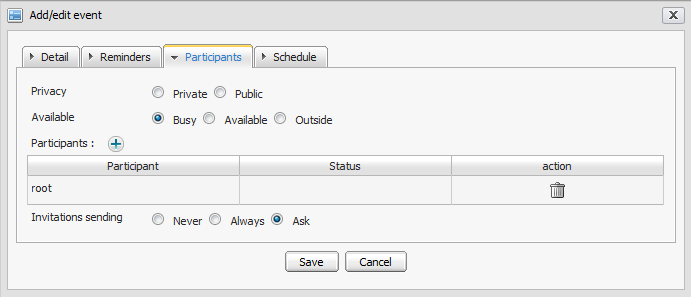 Add/edit event
Detail Reminders Participants Schedule
Privacy Private Public
Available Busy Available Outside
Participants :
Participant Status action
root
Invitations sending Never Always Ask
Save Cancel